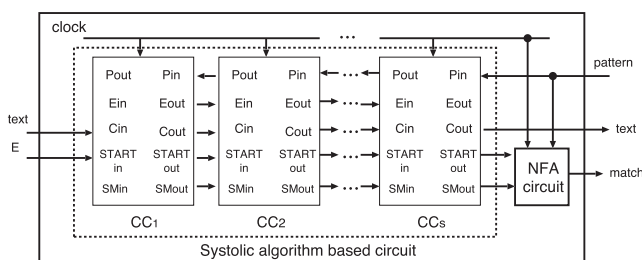 clock
...
Pout Pin Pout Pin ... Pout Pin pattern
Ein Eout Ein Eout ... Ein Eout
text Cin Cout Cin Cout ... Cin Cout text
E START in START out START in START out ... START in START out NFA circuit match
SMin SMout SMin SMout ... SMin SMout
CC1 CC2 CCs
Systolic algorithm based circuit